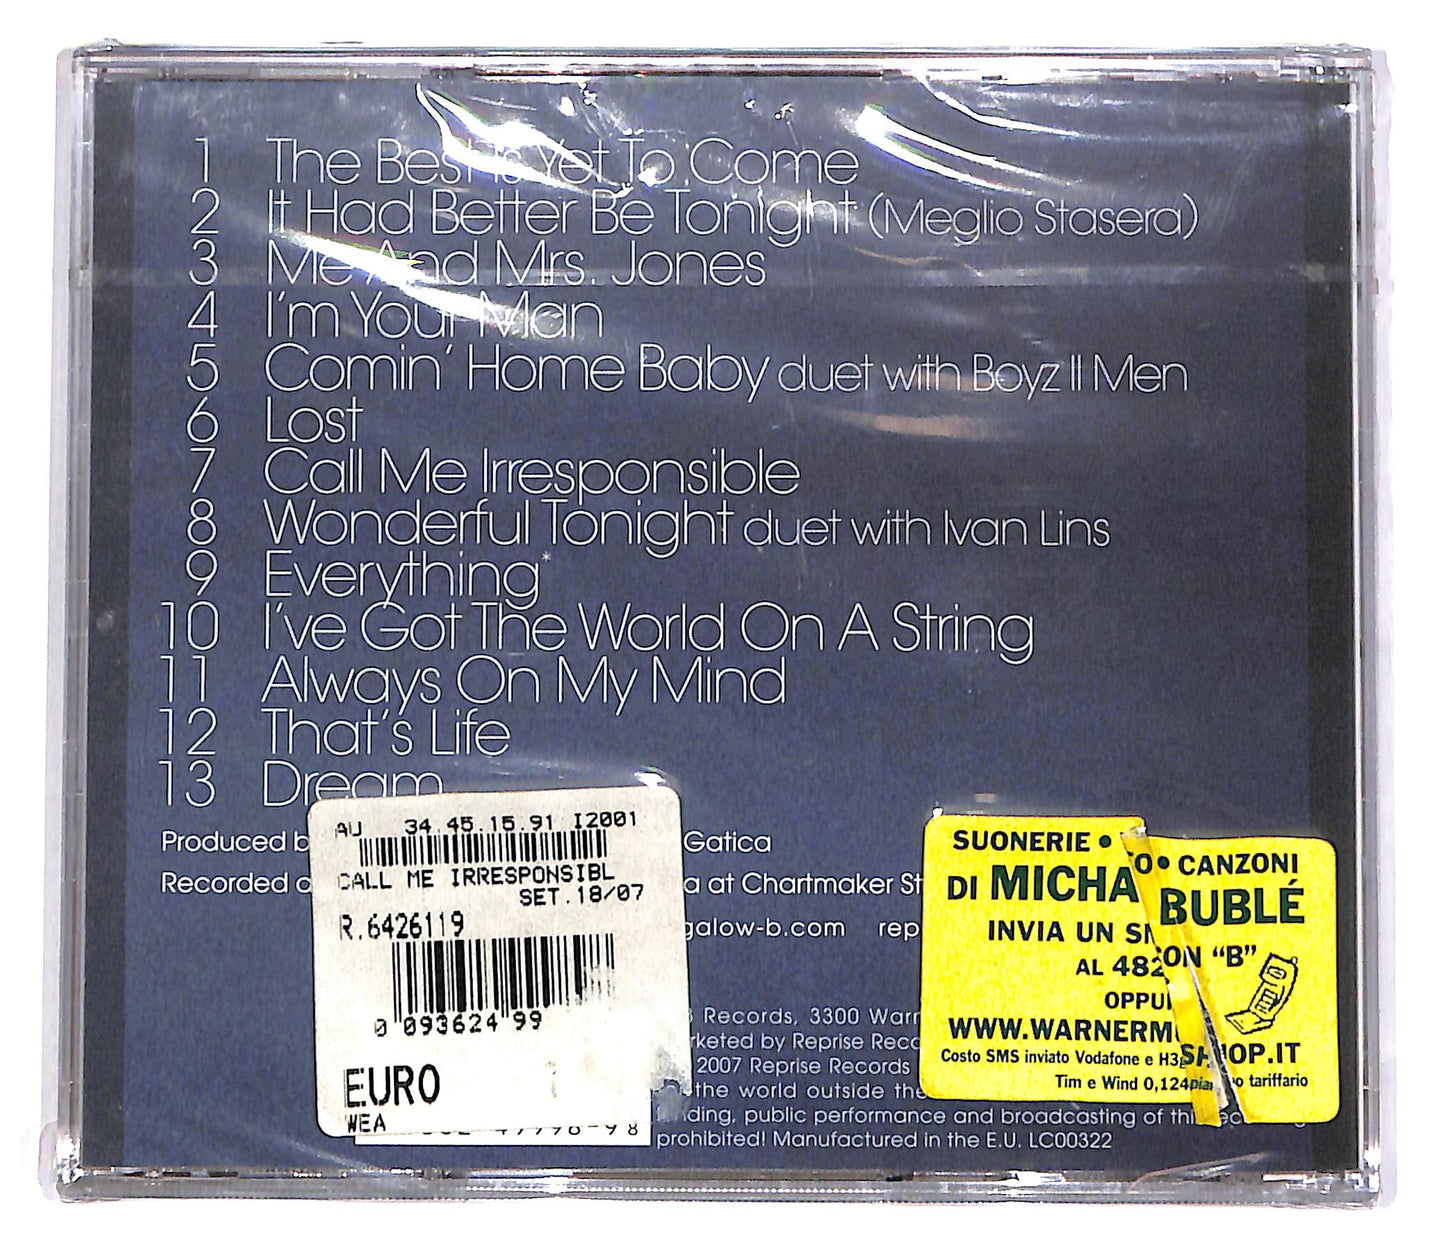 1 The Best Is Yet To Come
2 It Had Better Be Tonight (Meglio Stasera)
3 Me And Mrs. Jones
4 I'm Your Man
5 Comin' Home Baby duet with Boyz II Men
6 Lost
7 Call Me Irresponsible
8 Wonderful Tonight duet with Ivan Lins
9 Everything*
10 I've Got The World On A String
11 Always On My Mind
12 That's Life
13 Dream
Produced Gatica
Recorded at Chartmaker
galow-b.com rep
Records, 3300 Warn
rketed by Reprise Reco
2007 Reprise Records
the world outside the
nding, public performance and broadcasting of this
prohibited! Manufactured in the E.U. LC00322
AU 34.45.15.91 I2001
CALL ME IRRESPONSIBL
SET.18/07
R.6426119
0 093624 99
EURO
WEA
SUONERIE • O • CANZONI
DI MICHA BUBLÉ
INVIA UN SM
AL 482 ON "B"
OPPU
WWW.WARNERM SHOP.IT
Costo SMS inviato Vodafone e H3g
Tim e Wind 0,124 pia o tariffario